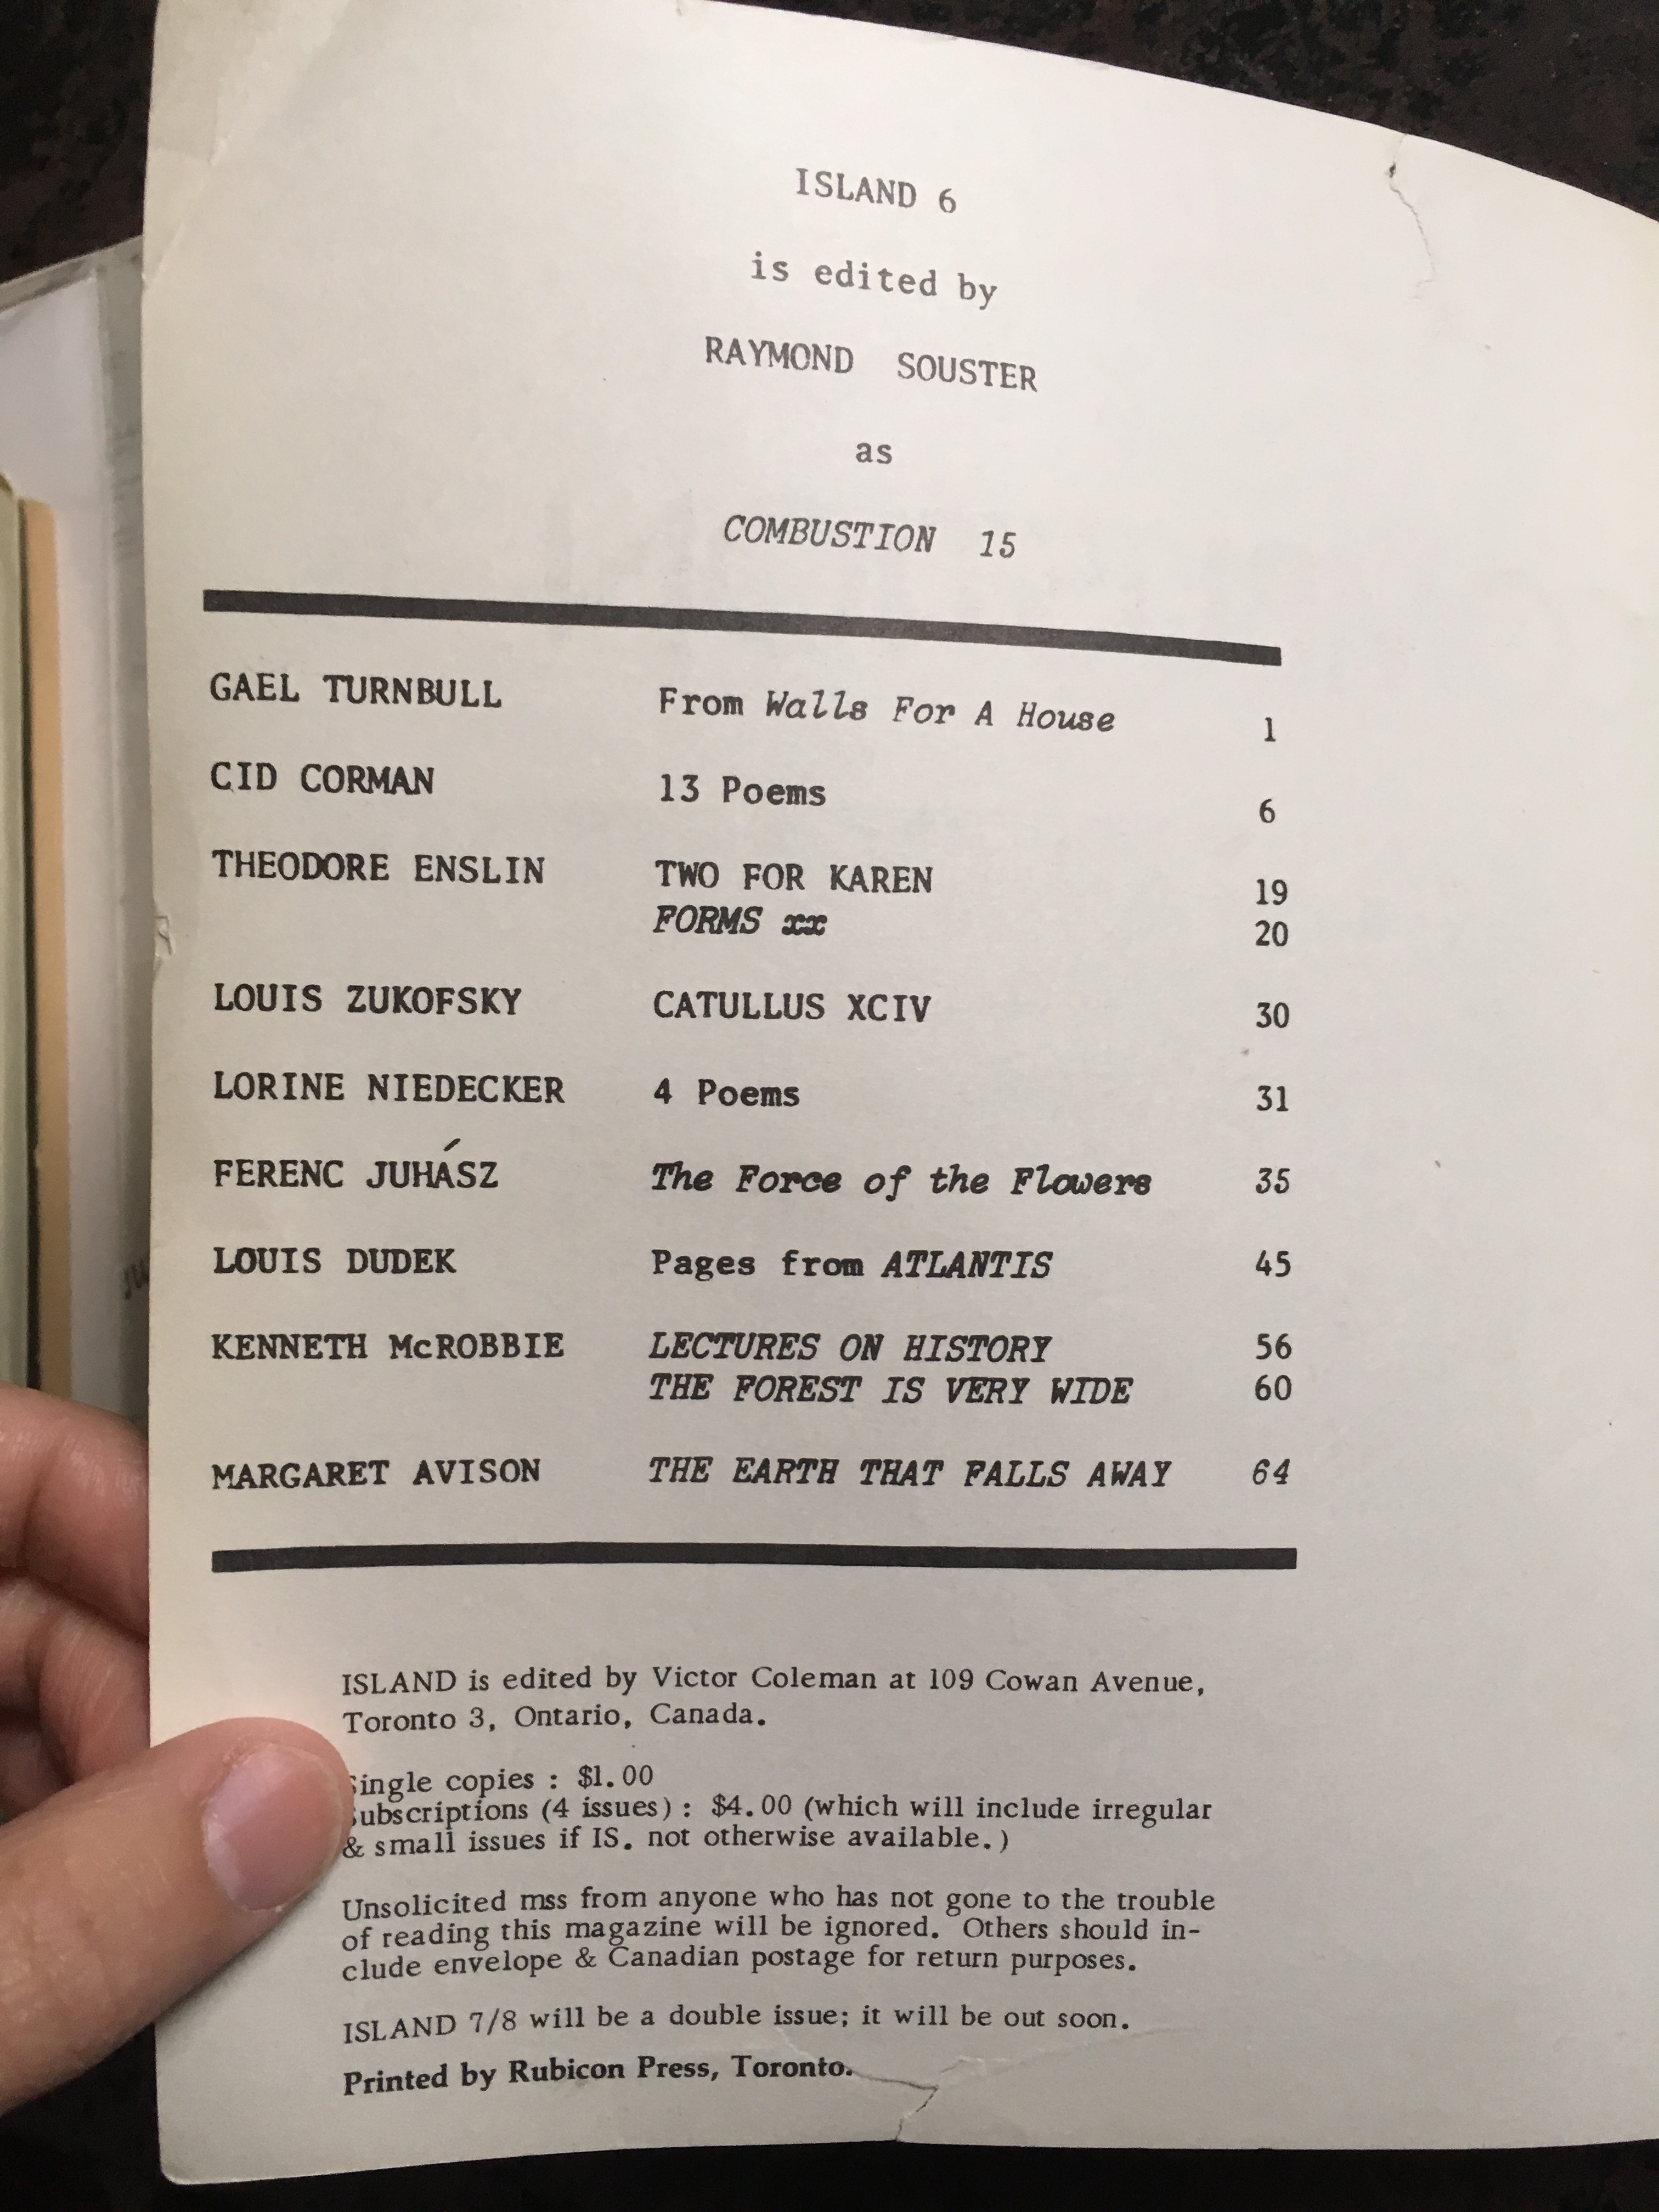 ISLAND 6
is edited by
RAYMOND SOUSTER
as
COMBUSTION 15
GAEL TURNBULL From Walls For A House 1
CID CORMAN 13 Poems 6
THEODORE ENSLIN TWO FOR KAREN 19
FORMS xx 20
LOUIS ZUKOFSKY CATULLUS XCIV 30
LORINE NIEDECKER 4 Poems 31
FERENC JUHÁSZ The Force of the Flowers 35
LOUIS DUDEK Pages from ATLANTIS 45
KENNETH McROBBIE LECTURES ON HISTORY 56
THE FOREST IS VERY WIDE 60
MARGARET AVISON THE EARTH THAT FALLS AWAY 64
ISLAND is edited by Victor Coleman at 109 Cowan Avenue,
Toronto 3, Ontario, Canada.
Single copies : $1.00
Subscriptions (4 issues) : $4.00 (which will include irregular
& small issues if IS. not otherwise available.)
Unsolicited mss from anyone who has not gone to the trouble
of reading this magazine will be ignored. Others should in-
clude envelope & Canadian postage for return purposes.
ISLAND 7/8 will be a double issue; it will be out soon.
Printed by Rubicon Press, Toronto.